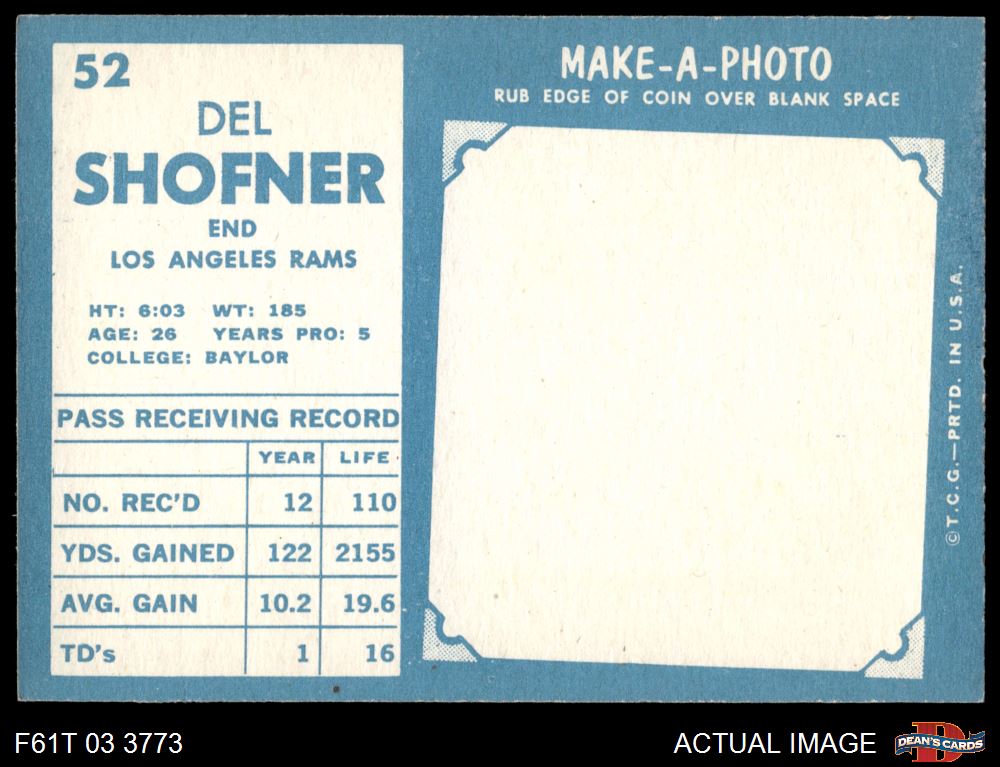 52
DEL
SHOFNER
END
LOS ANGELES RAMS
HT: 6:03 WT: 185
AGE: 26 YEARS PRO: 5
COLLEGE: BAYLOR
PASS RECEIVING RECORD
YEAR LIFE
NO. REC'D 12 110
YDS. GAINED 122 2155
AVG. GAIN 10.2 19.6
TD's 1 16
MAKE-A-PHOTO
RUB EDGE OF COIN OVER BLANK SPACE
©T.C.G.—PRTD. IN U.S.A.
F61T 03 3773
ACTUAL IMAGE
D
DEAN'S CARDS